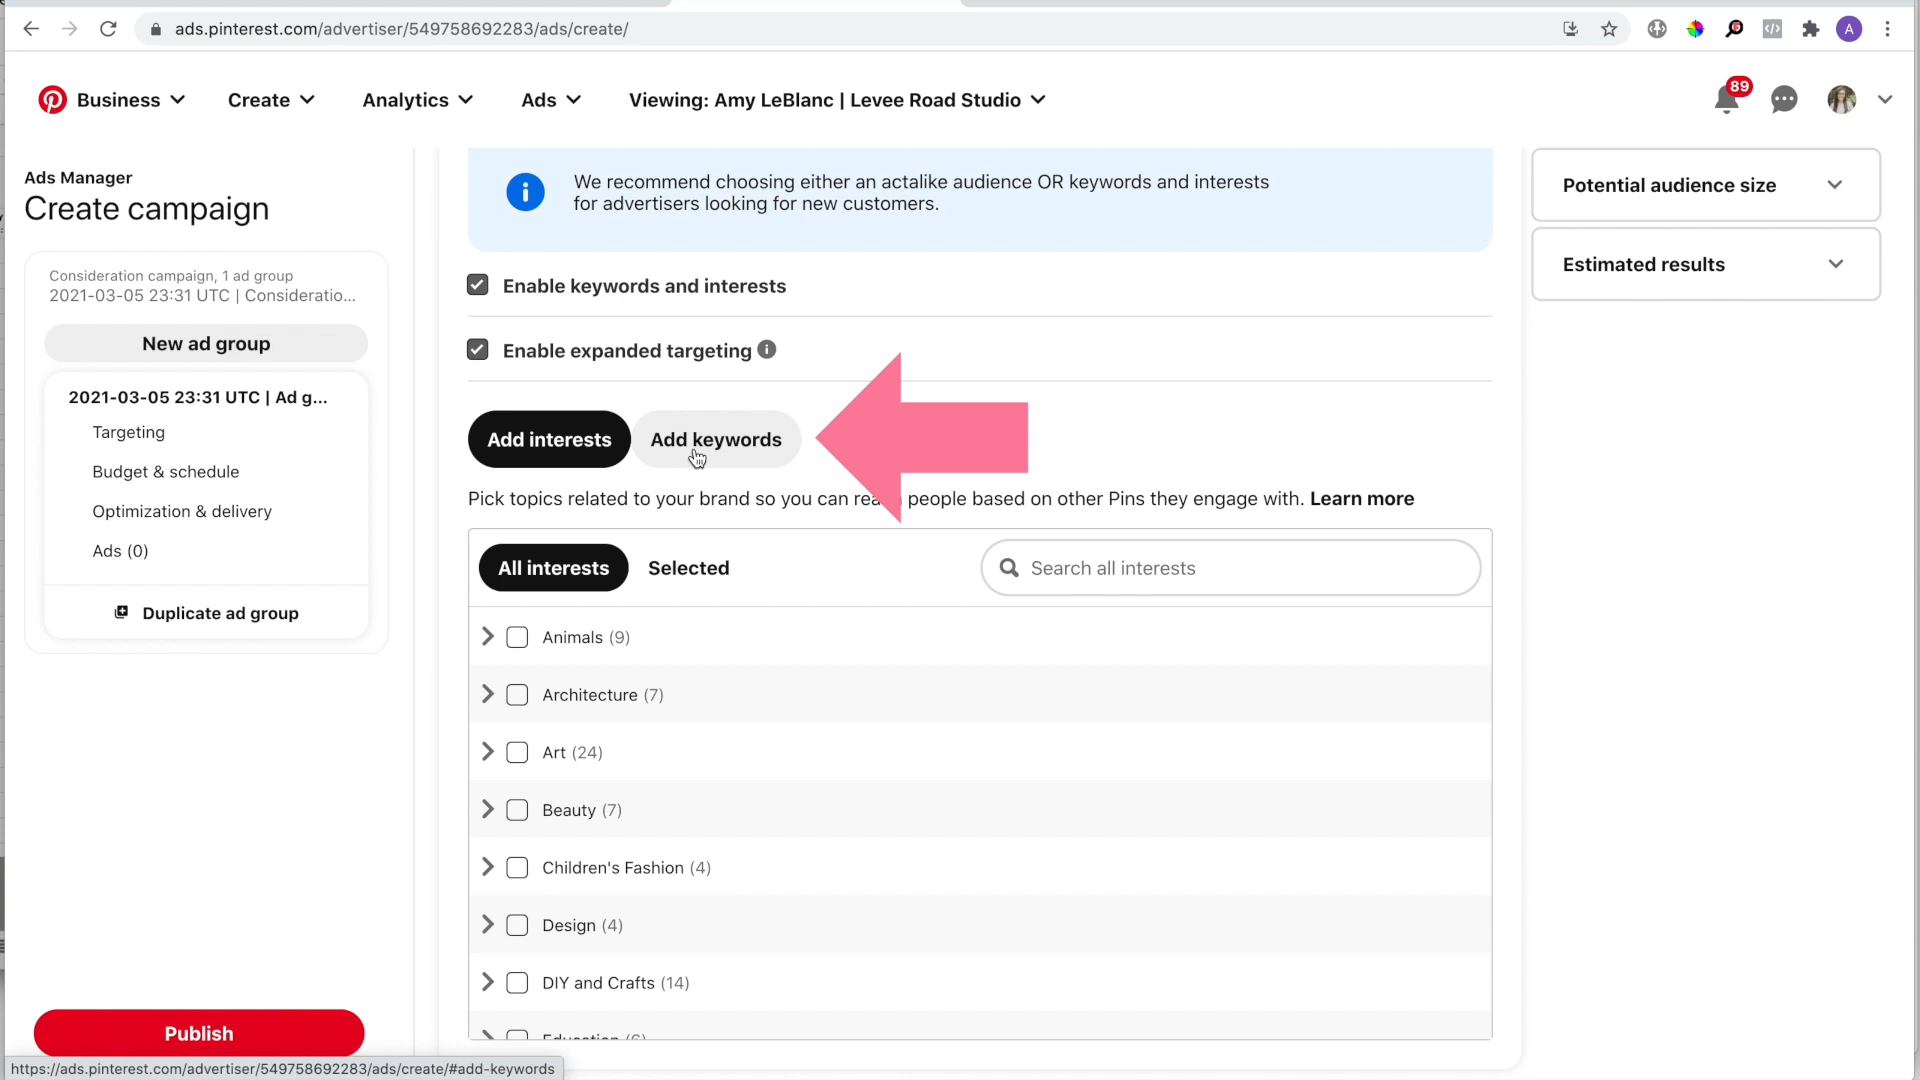 ads.pinterest.com/advertiser/549758692283/ads/create/
A
Business
Create
Analytics
Ads
Viewing: Amy LeBlanc | Levee Road Studio
89
Ads Manager
Create campaign
Consideration campaign, 1 ad group
2021-03-05 23:31 UTC | Consideratio...
New ad group
2021-03-05 23:31 UTC | Ad g...
Targeting
Budget & schedule
Optimization & delivery
Ads (0)
Duplicate ad group
Publish
We recommend choosing either an actalike audience OR keywords and interests
for advertisers looking for new customers.
Enable keywords and interests
Enable expanded targeting
Add interests
Add keywords
Pick topics related to your brand so you can rea people based on other Pins they engage with. Learn more
All interests
Selected
Search all interests
Animals (9)
Architecture (7)
Art (24)
Beauty (7)
Children's Fashion (4)
Design (4)
DIY and Crafts (14)
Education (6)
Potential audience size
Estimated results
https://ads.pinterest.com/advertiser/549758692283/ads/create/#add-keywords